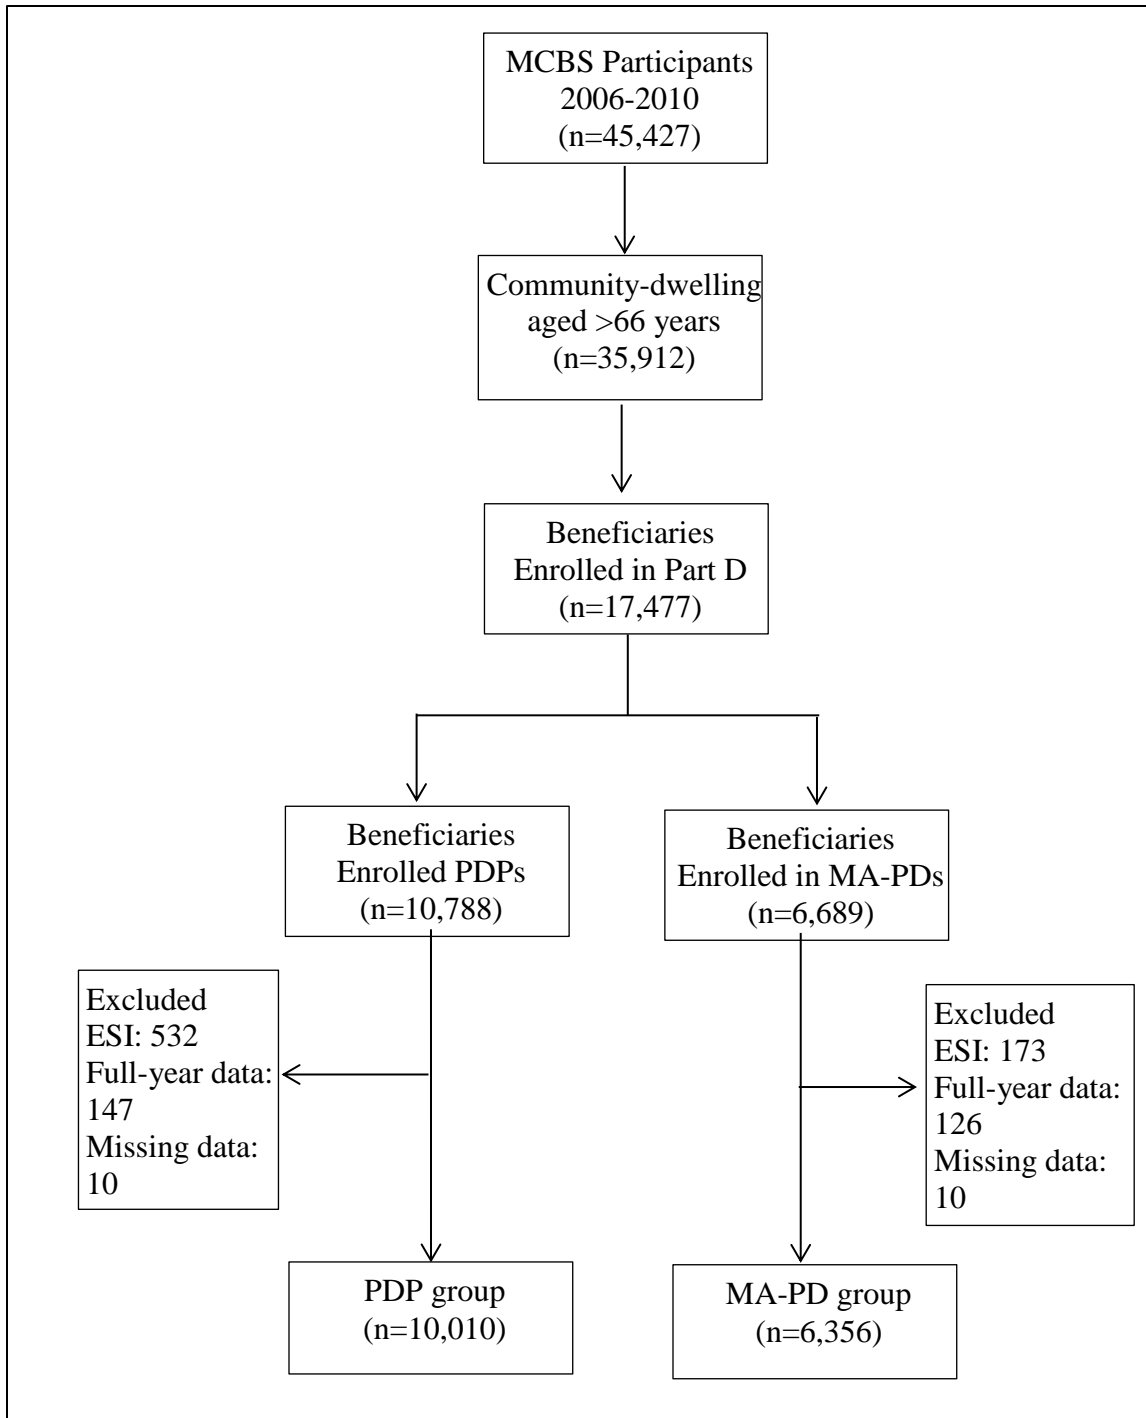 MCBS Participants
2006-2010
(n=45,427)
Community-dwelling
aged >66 years
(n=35,912)
Beneficiaries
Enrolled in Part D
(n=17,477)
Beneficiaries
Enrolled PDPs
(n=10,788)
Beneficiaries
Enrolled in MA-PDs
(n=6,689)
Excluded
ESI: 532
Full-year data:
147
Missing data:
10
Excluded
ESI: 173
Full-year data:
126
Missing data:
10
PDP group
(n=10,010)
MA-PD group
(n=6,356)